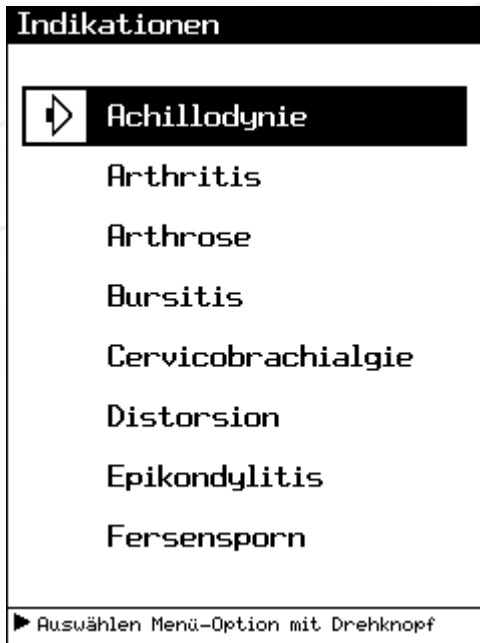 Indikationen
Achillodynie
Arthritis
Arthrose
Bursitis
Cervicobrachialgie
Distorsion
Epikondylitis
Fersensporn
Auswählen Menü-Option mit Drehknopf